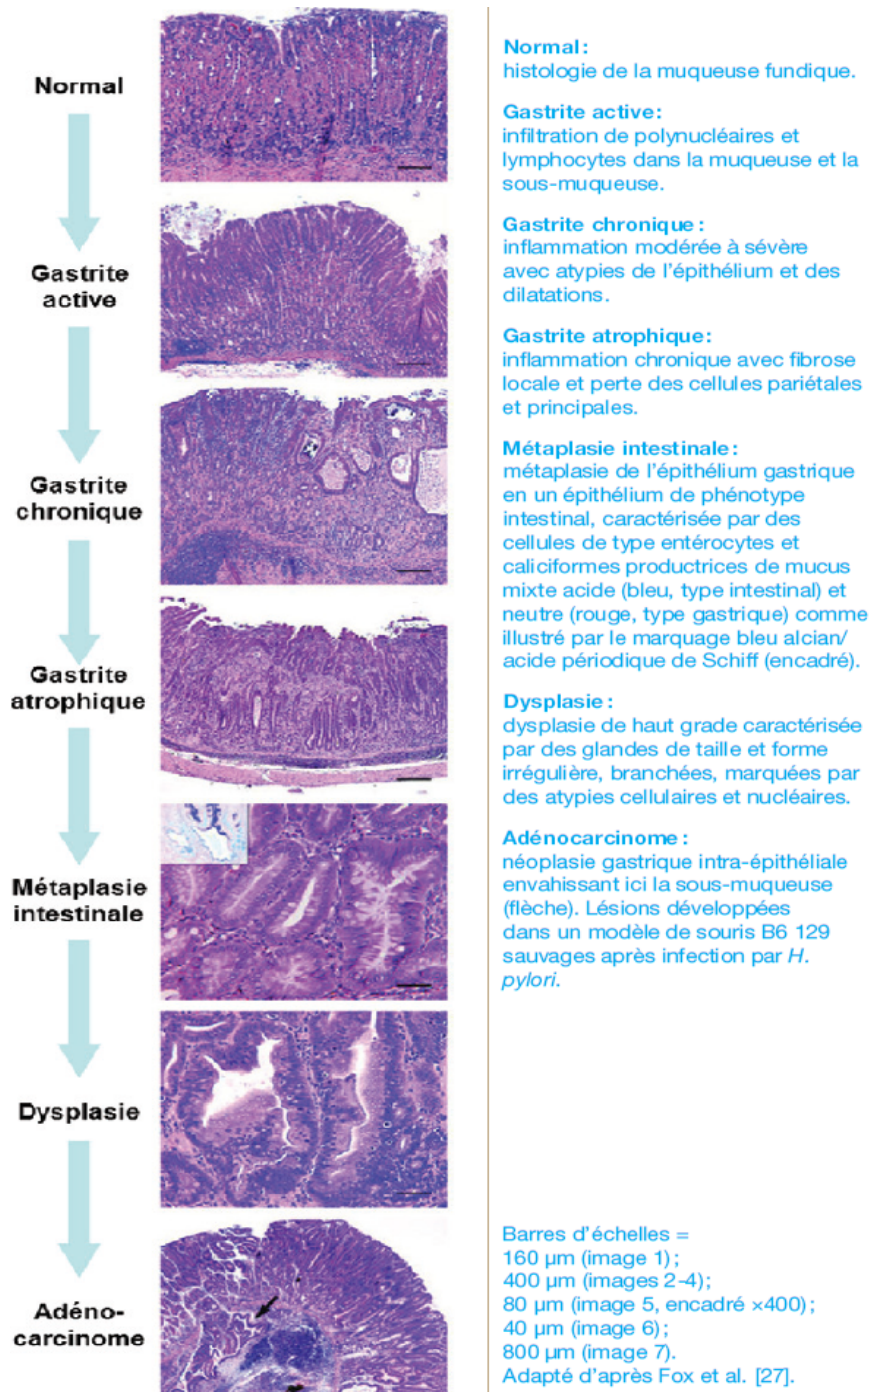 Normal
Gastrite
active
Gastrite
chronique
Gastrite
atrophique
Métaplasie
intestinale
Dysplasie
Adéno-
carcinome
Normal :
histologie de la muqueuse fundique.
Gastrite active :
infiltration de polynucléaires et
lymphocytes dans la muqueuse et la
sous-muqueuse.
Gastrite chronique :
inflammation modérée à sévère
avec atypies de l’épithélium et des
dilatations.
Gastrite atrophique :
inflammation chronique avec fibrose
locale et perte des cellules pariétales
et principales.
Métaplasie intestinale :
métaplasie de l’épithélium gastrique
en un épithélium de phénotype
intestinal, caractérisée par des
cellules de type entérocytes et
caliciformes productrices de mucus
mixte acide (bleu, type intestinal) et
neutre (rouge, type gastrique) comme
illustré par le marquage bleu alcian/
acide périodique de Schiff (encadré).
Dysplasie :
dysplasie de haut grade caractérisée
par des glandes de taille et forme
irrégulière, branchées, marquées par
des atypies cellulaires et nucléaires.
Adénocarcinome :
néoplasie gastrique intra-épithéliale
envahissant ici la sous-muqueuse
(flèche). Lésions développées
dans un modèle de souris B6 129
sauvages après infection par H.
pylori.
Barres d’échelles =
160 µm (image 1) ;
400 µm (images 2-4) ;
80 µm (image 5, encadré ×400) ;
40 µm (image 6) ;
800 µm (image 7).
Adapté d’après Fox et al. [27].